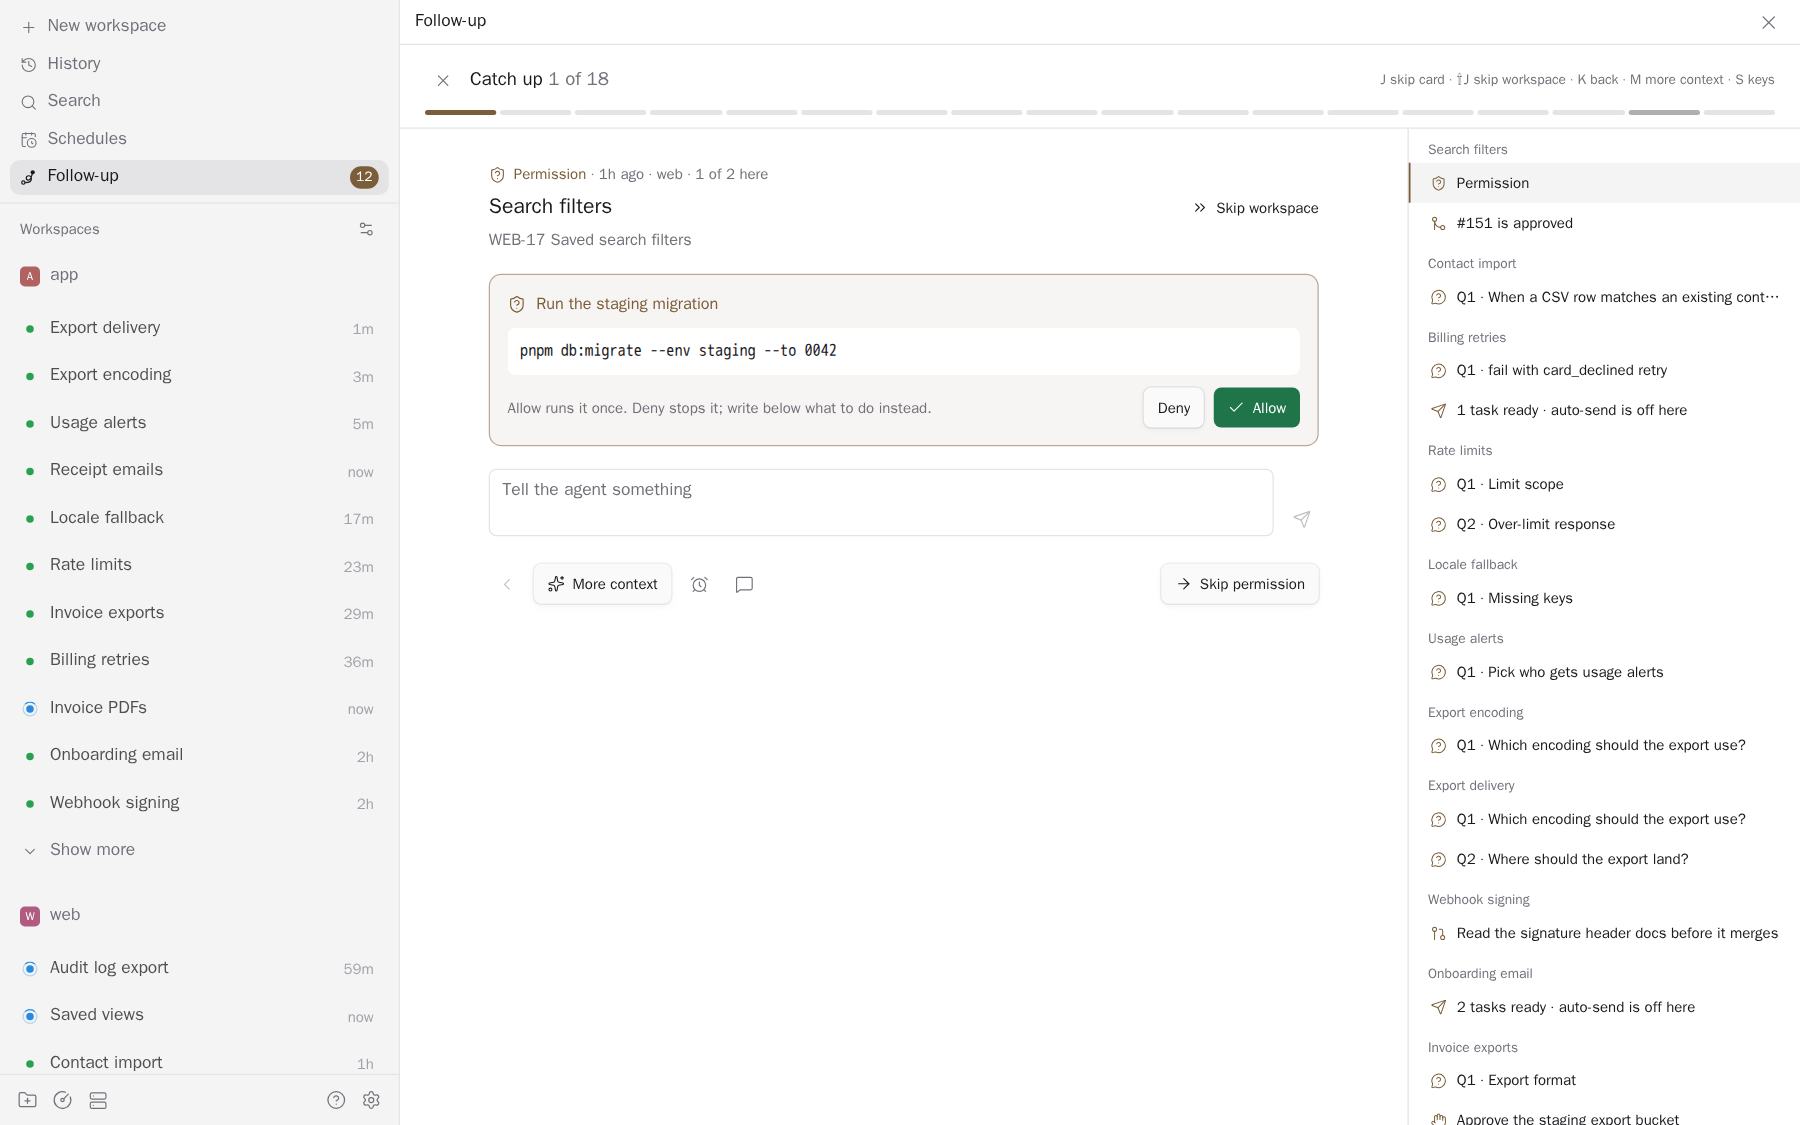 New workspace
History
Search
Schedules
Follow-up 12
Workspaces
A app
Export delivery 1m
Export encoding 3m
Usage alerts 5m
Receipt emails now
Locale fallback 17m
Rate limits 23m
Invoice exports 29m
Billing retries 36m
Invoice PDFs now
Onboarding email 2h
Webhook signing 2h
Show more
W web
Audit log export 59m
Saved views now
Contact import 1h
Follow-up
Catch up 1 of 18
J skip card · ⇧J skip workspace · K back · M more context · S keys
Permission · 1h ago · web · 1 of 2 here
Search filters
Skip workspace
WEB-17 Saved search filters
Run the staging migration
pnpm db:migrate --env staging --to 0042
Allow runs it once. Deny stops it; write below what to do instead.
Deny
Allow
Tell the agent something
More context
Skip permission
Search filters
Permission
#151 is approved
Contact import
Q1 · When a CSV row matches an existing cont···
Billing retries
Q1 · fail with card_declined retry
1 task ready · auto-send is off here
Rate limits
Q1 · Limit scope
Q2 · Over-limit response
Locale fallback
Q1 · Missing keys
Usage alerts
Q1 · Pick who gets usage alerts
Export encoding
Q1 · Which encoding should the export use?
Export delivery
Q1 · Which encoding should the export use?
Q2 · Where should the export land?
Webhook signing
Read the signature header docs before it merges
Onboarding email
2 tasks ready · auto-send is off here
Invoice exports
Q1 · Export format
Approve the staging export bucket